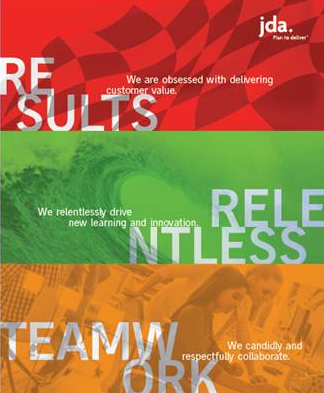 jda.
Plan to deliver™
RE
SULTS
We are obsessed with delivering
customer value.
We relentlessly drive
new learning and innovation.
RELE
NTLESS
TEAMW
ORK
We candidly and
respectfully collaborate.